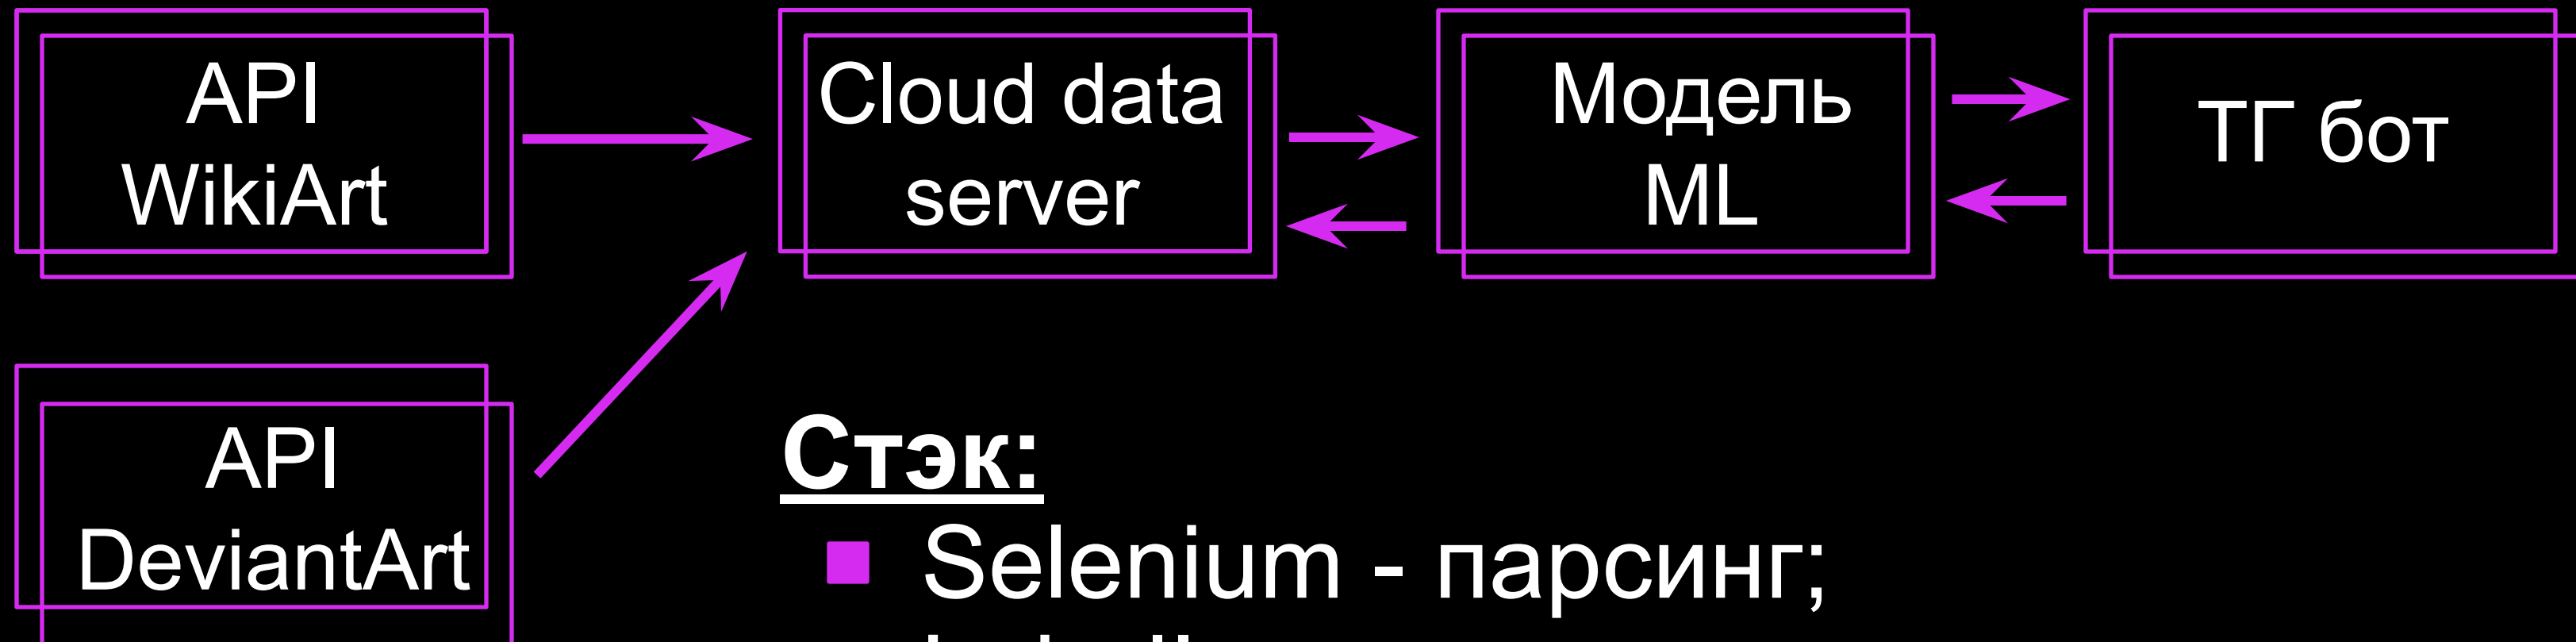 API
WikiArt
Cloud data
server
Модель
ML
ТГ бот
API
DeviantArt
Стэк:
Selenium - парсинг;